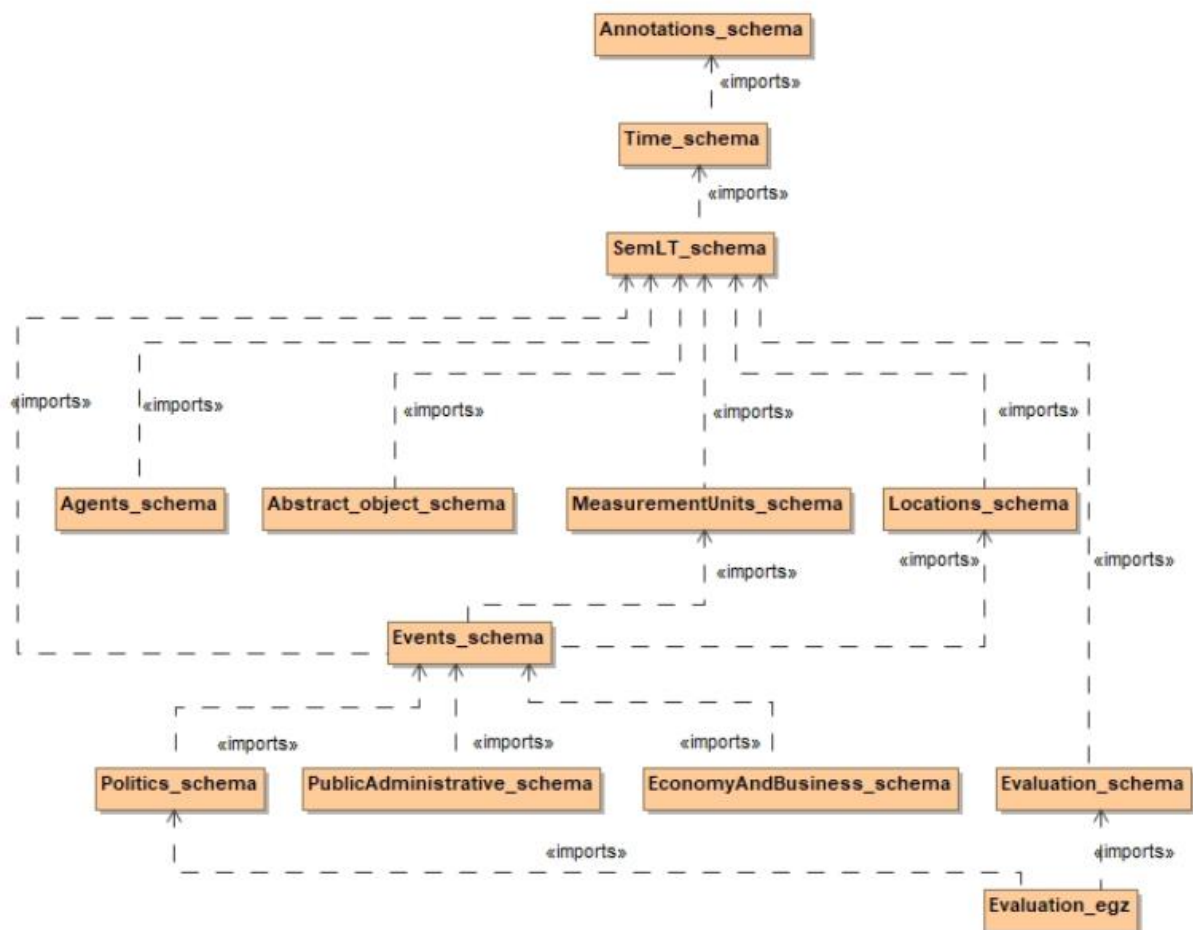 Annotations_schema
«imports»
Time_schema
«imports»
SemLT_schema
«imports»
«imports»
«imports»
«imports»
«imports»
Agents_schema
Abstract_object_schema
MeasurementUnits_schema
Locations_schema
«imports»
«imports»
«imports»
Events_schema
«imports»
«imports»
«imports»
Politics_schema
PublicAdministrative_schema
EconomyAndBusiness_schema
Evaluation_schema
«imports»
«imports»
Evaluation_egz